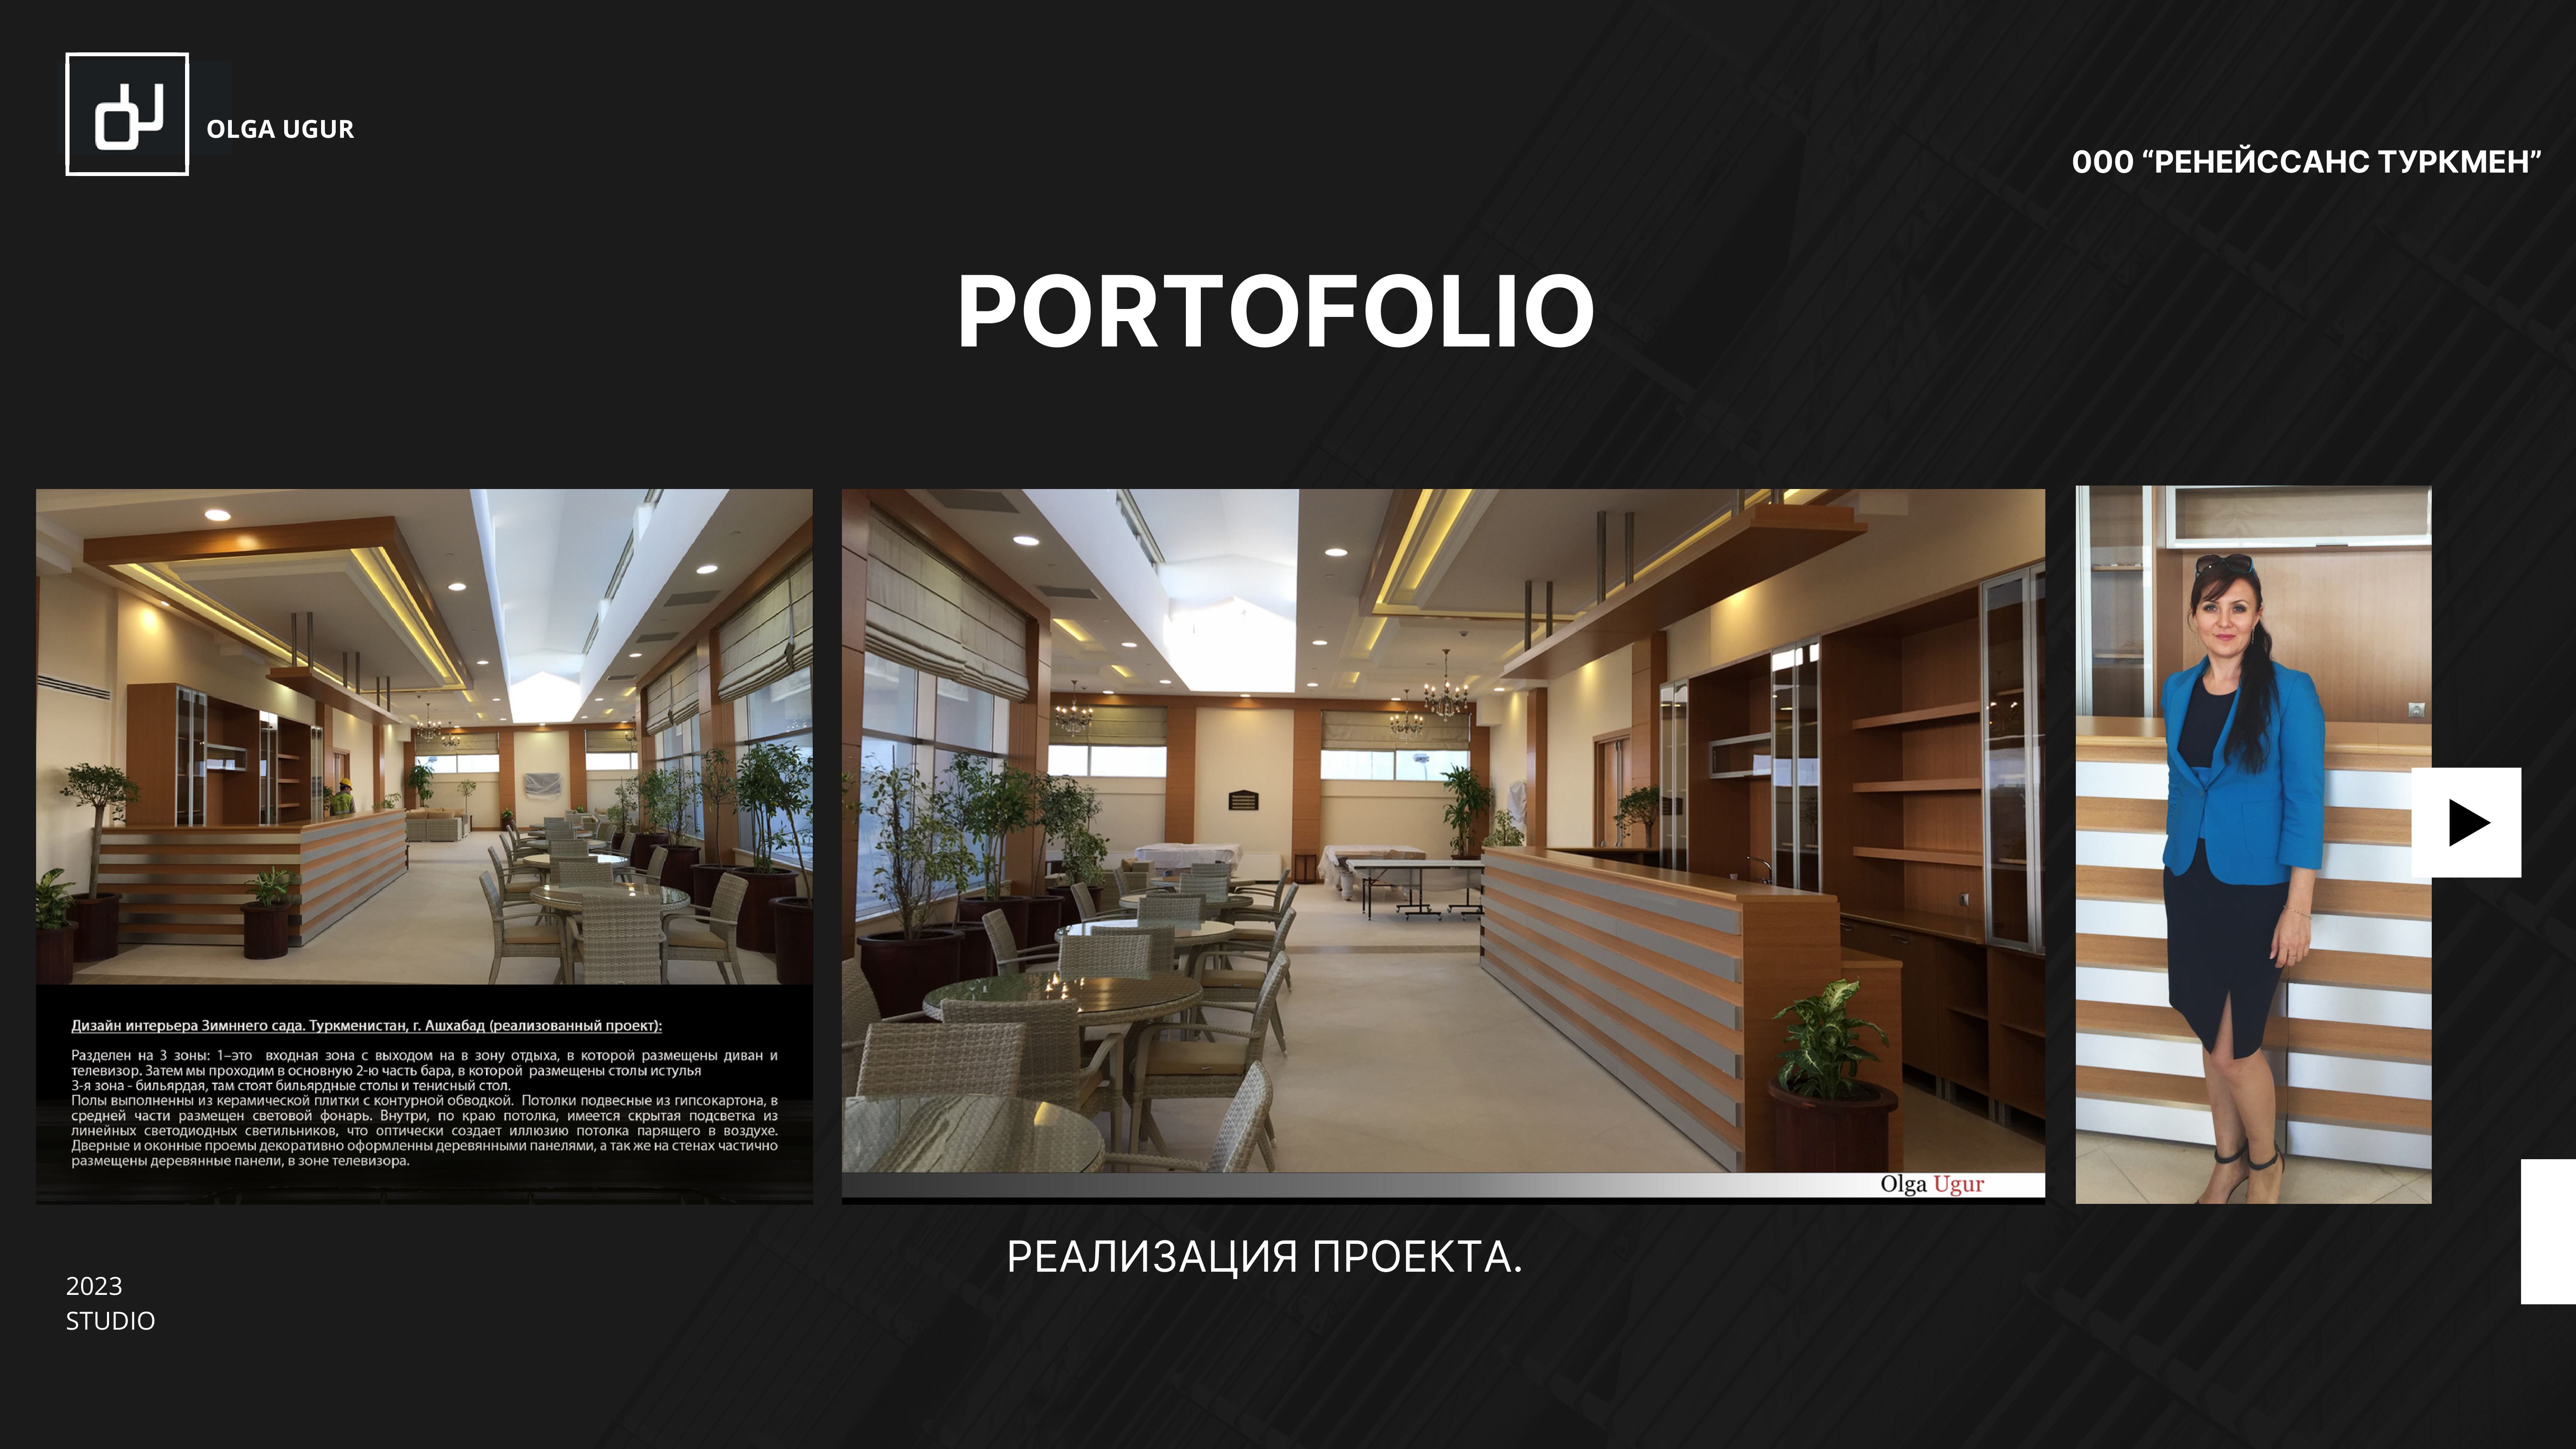 OLGA UGUR
000 “РЕНЕЙССАНС ТУРКМЕН”
PORTOFOLIO
Дизайн интерьера Зимннего сада. Туркменистан, г. Ашхабад (реализованный проект):
Разделен на 3 зоны: 1–это входная зона с выходом на в зону отдыха, в которой размещены диван и
телевизор. Затем мы проходим в основную 2-ю часть бара, в которой размещены столы истулья
3-я зона - бильярдая, там стоят бильярдные столы и тенисный стол.
Полы выполненны из керамической плитки с контурной обводкой. Потолки подвесные из гипсокартона, в
средней части размещен световой фонарь. Внутри, по краю потолка, имеется скрытая подсветка из
линейных светодиодных светильников, что оптически создает иллюзию потолка парящего в воздухе.
Дверные и оконные проемы декоративно оформленны деревянными панелями, а так же на стенах частично
размещены деревянные панели, в зоне телевизора.
Olga Ugur
РЕАЛИЗАЦИЯ ПРОЕКТА.
2023
STUDIO